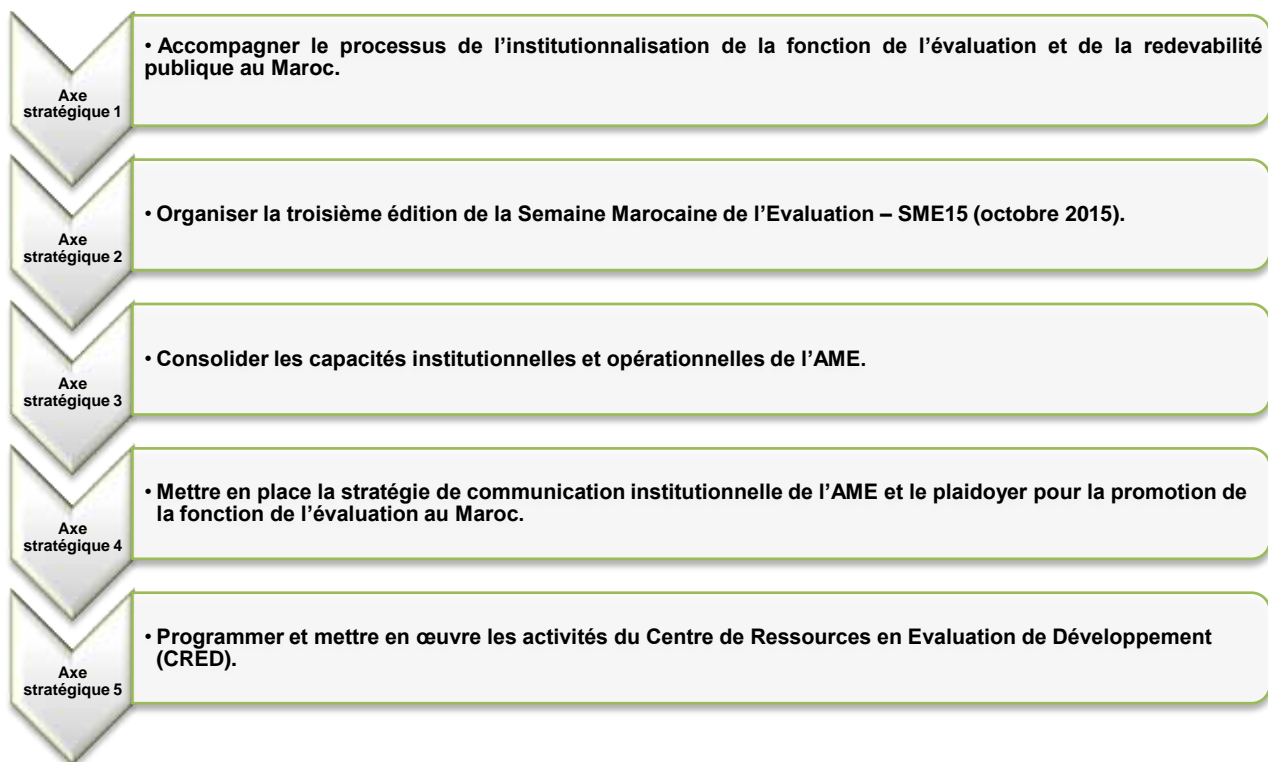 Axe
stratégique 1
• Accompagner le processus de l’institutionnalisation de la fonction de l’évaluation et de la redevabilité
publique au Maroc.
Axe
stratégique 2
• Organiser la troisième édition de la Semaine Marocaine de l’Evaluation – SME15 (octobre 2015).
Axe
stratégique 3
• Consolider les capacités institutionnelles et opérationnelles de l’AME.
Axe
stratégique 4
• Mettre en place la stratégie de communication institutionnelle de l’AME et le plaidoyer pour la promotion de
la fonction de l’évaluation au Maroc.
Axe
stratégique 5
• Programmer et mettre en œuvre les activités du Centre de Ressources en Evaluation de Développement
(CRED).